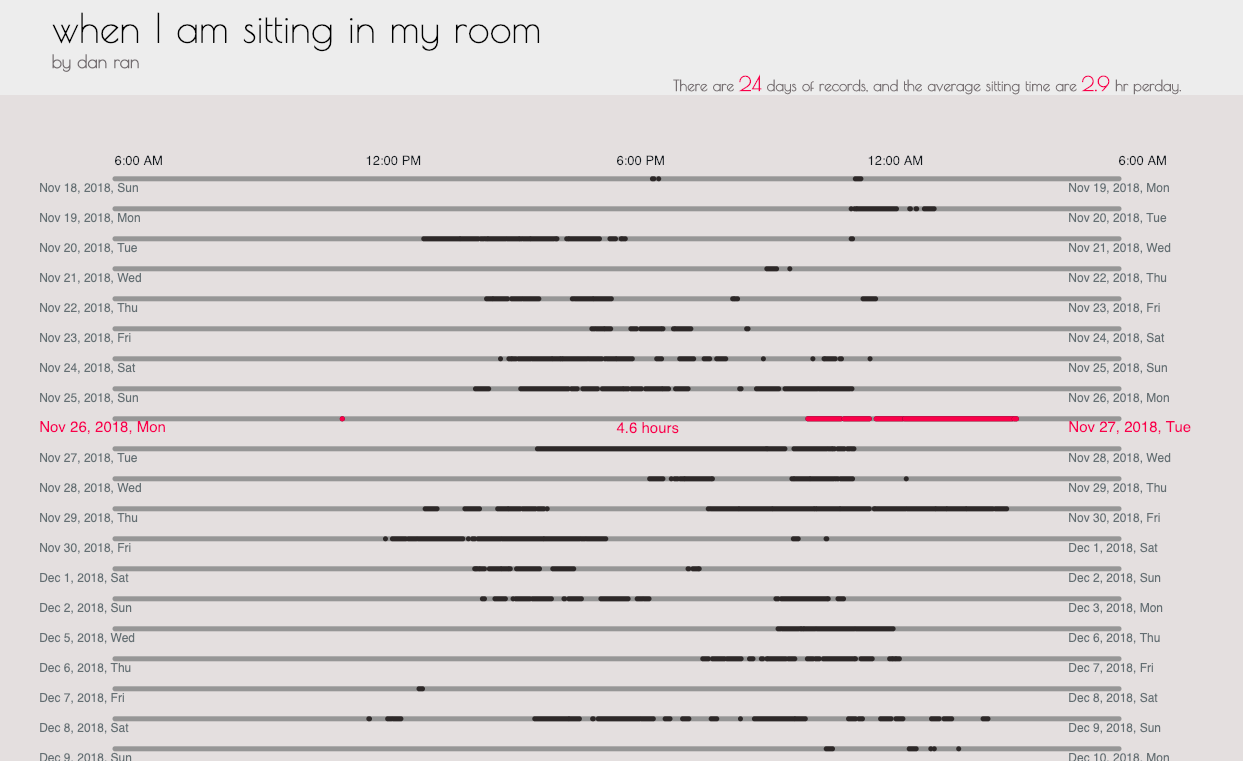 when I am sitting in my room
by dan ran
There are 24 days of records, and the average sitting time are 2.9 hr perday.
6:00 AM 12:00 PM 6:00 PM 12:00 AM 6:00 AM
Nov 18, 2018, Sun Nov 19, 2018, Mon
Nov 19, 2018, Mon Nov 20, 2018, Tue
Nov 20, 2018, Tue Nov 21, 2018, Wed
Nov 21, 2018, Wed Nov 22, 2018, Thu
Nov 22, 2018, Thu Nov 23, 2018, Fri
Nov 23, 2018, Fri Nov 24, 2018, Sat
Nov 24, 2018, Sat Nov 25, 2018, Sun
Nov 25, 2018, Sun Nov 26, 2018, Mon
Nov 26, 2018, Mon 4.6 hours Nov 27, 2018, Tue
Nov 27, 2018, Tue Nov 28, 2018, Wed
Nov 28, 2018, Wed Nov 29, 2018, Thu
Nov 29, 2018, Thu Nov 30, 2018, Fri
Nov 30, 2018, Fri Dec 1, 2018, Sat
Dec 1, 2018, Sat Dec 2, 2018, Sun
Dec 2, 2018, Sun Dec 3, 2018, Mon
Dec 5, 2018, Wed Dec 6, 2018, Thu
Dec 6, 2018, Thu Dec 7, 2018, Fri
Dec 7, 2018, Fri Dec 8, 2018, Sat
Dec 8, 2018, Sat Dec 9, 2018, Sun
Dec 9, 2018, Sun Dec 10, 2018, Mon